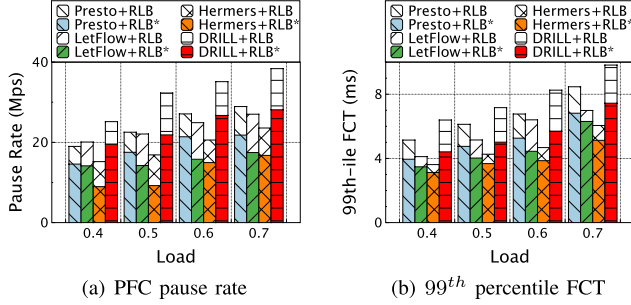 Presto+RLB
Hermers+RLB
Presto+RLB*
Hermers+RLB*
LetFlow+RLB
DRILL+RLB
LetFlow+RLB*
DRILL+RLB*
Pause Rate (Mps)
40
20
0
0.4 0.5 0.6 0.7
Load
(a) PFC pause rate
Presto+RLB
Hermers+RLB
Presto+RLB*
Hermers+RLB*
LetFlow+RLB
DRILL+RLB
LetFlow+RLB*
DRILL+RLB*
99th-ile FCT (ms)
8
4
0
0.4 0.5 0.6 0.7
Load
(b) 99th percentile FCT